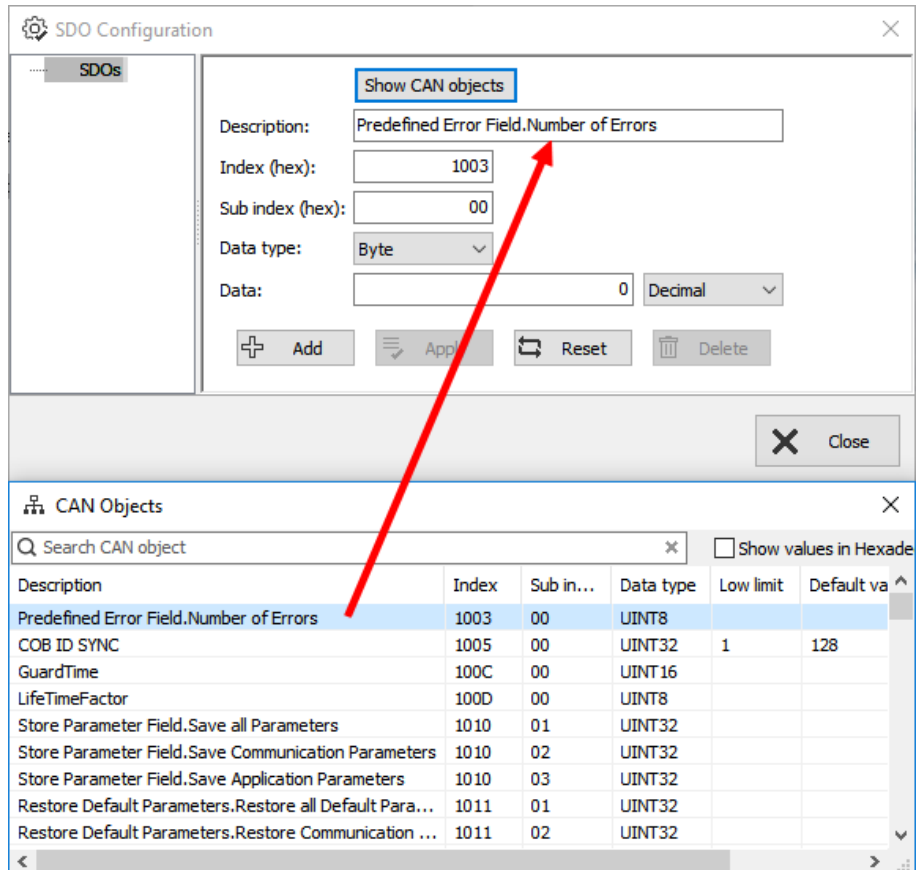 SDO Configuration
SDOs
Show CAN objects
Description: Predefined Error Field.Number of Errors
Index (hex): 1003
Sub index (hex): 00
Data type: Byte
Data: 0 Decimal
Add Reset Delete
Close
CAN Objects
Search CAN object Show values in Hexade
Description Index Sub in... Data type Low limit Default va
Predefined Error Field.Number of Errors 1003 00 UINT8
COB ID SYNC 1005 00 UINT32 1 128
GuardTime 100C 00 UINT16
LifeTimeFactor 100D 00 UINT8
Store Parameter Field.Save all Parameters 1010 01 UINT32
Store Parameter Field.Save Communication Parameters 1010 02 UINT32
Store Parameter Field.Save Application Parameters 1010 03 UINT32
Restore Default Parameters.Restore all Default Para... 1011 01 UINT32
Restore Default Parameters.Restore Communication ... 1011 02 UINT32